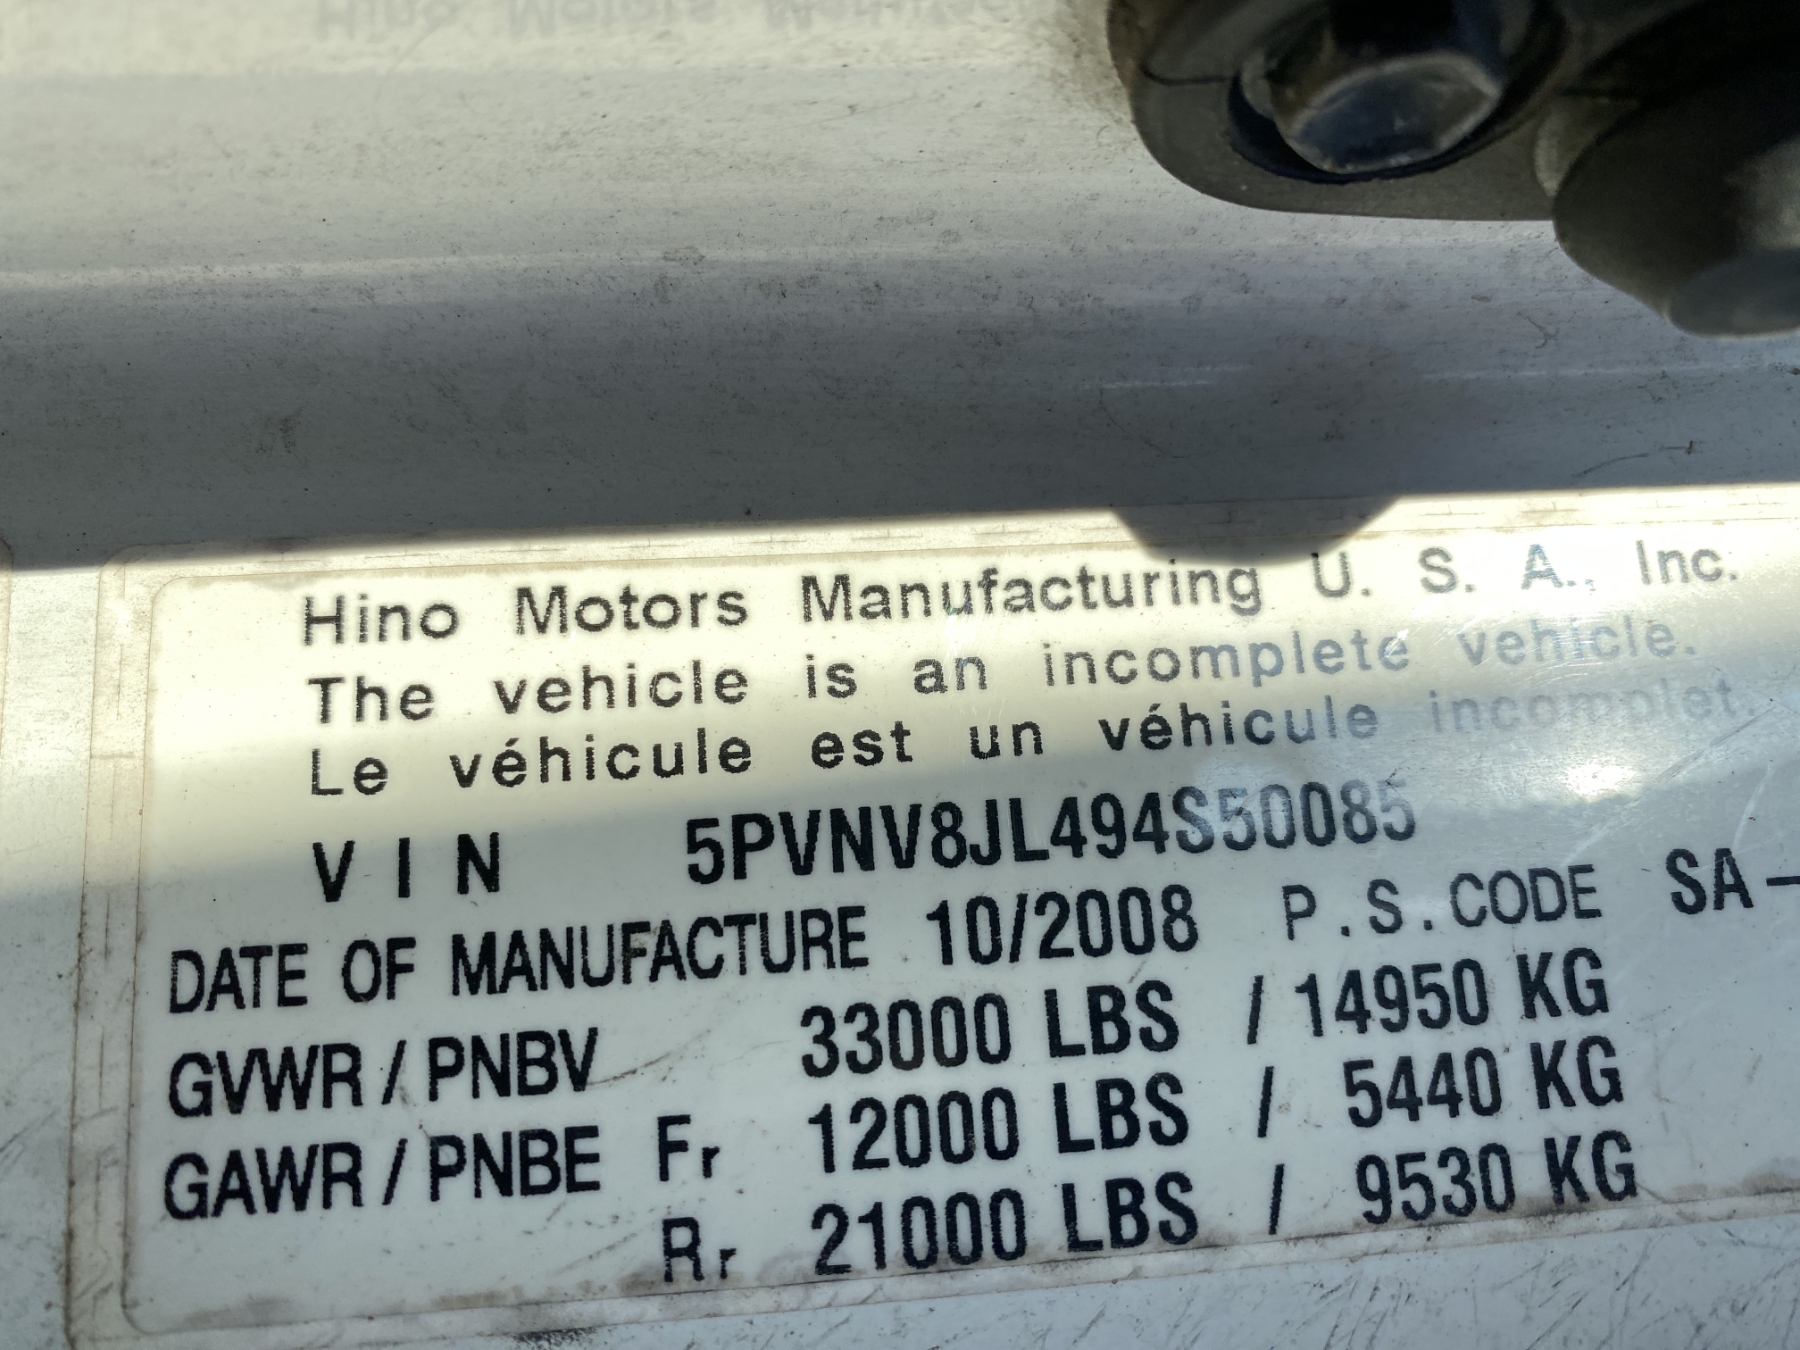 Hino Motors Manufacturing U. S. A., Inc.
The vehicle is an incomplete vehicle.
Le véhicule est un véhicule incomplet.
VIN 5PVNV8JL494S50085
DATE OF MANUFACTURE 10/2008 P.S.CODE SA-
GVWR / PNBV 33000 LBS / 14950 KG
GAWR / PNBE Fr 12000 LBS / 5440 KG
Rr 21000 LBS / 9530 KG